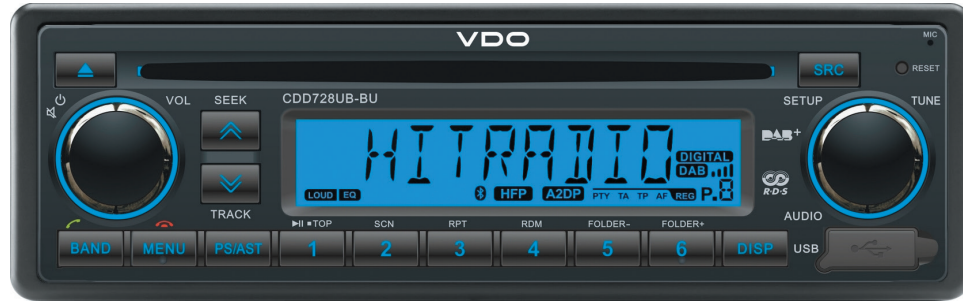 VDO
MIC
SRC
RESET
VOL
SEEK
CDD728UB-BU
SETUP
TUNE
HITRADIO
DIGITAL
DAB
DAB+
LOUD EQ
HFP A2DP PTY TA TP AF REG P.8
R·D·S
TRACK
AUDIO
▶II ■TOP SCN RPT RDM FOLDER− FOLDER+
BAND MENU PS/AST 1 2 3 4 5 6 DISP USB